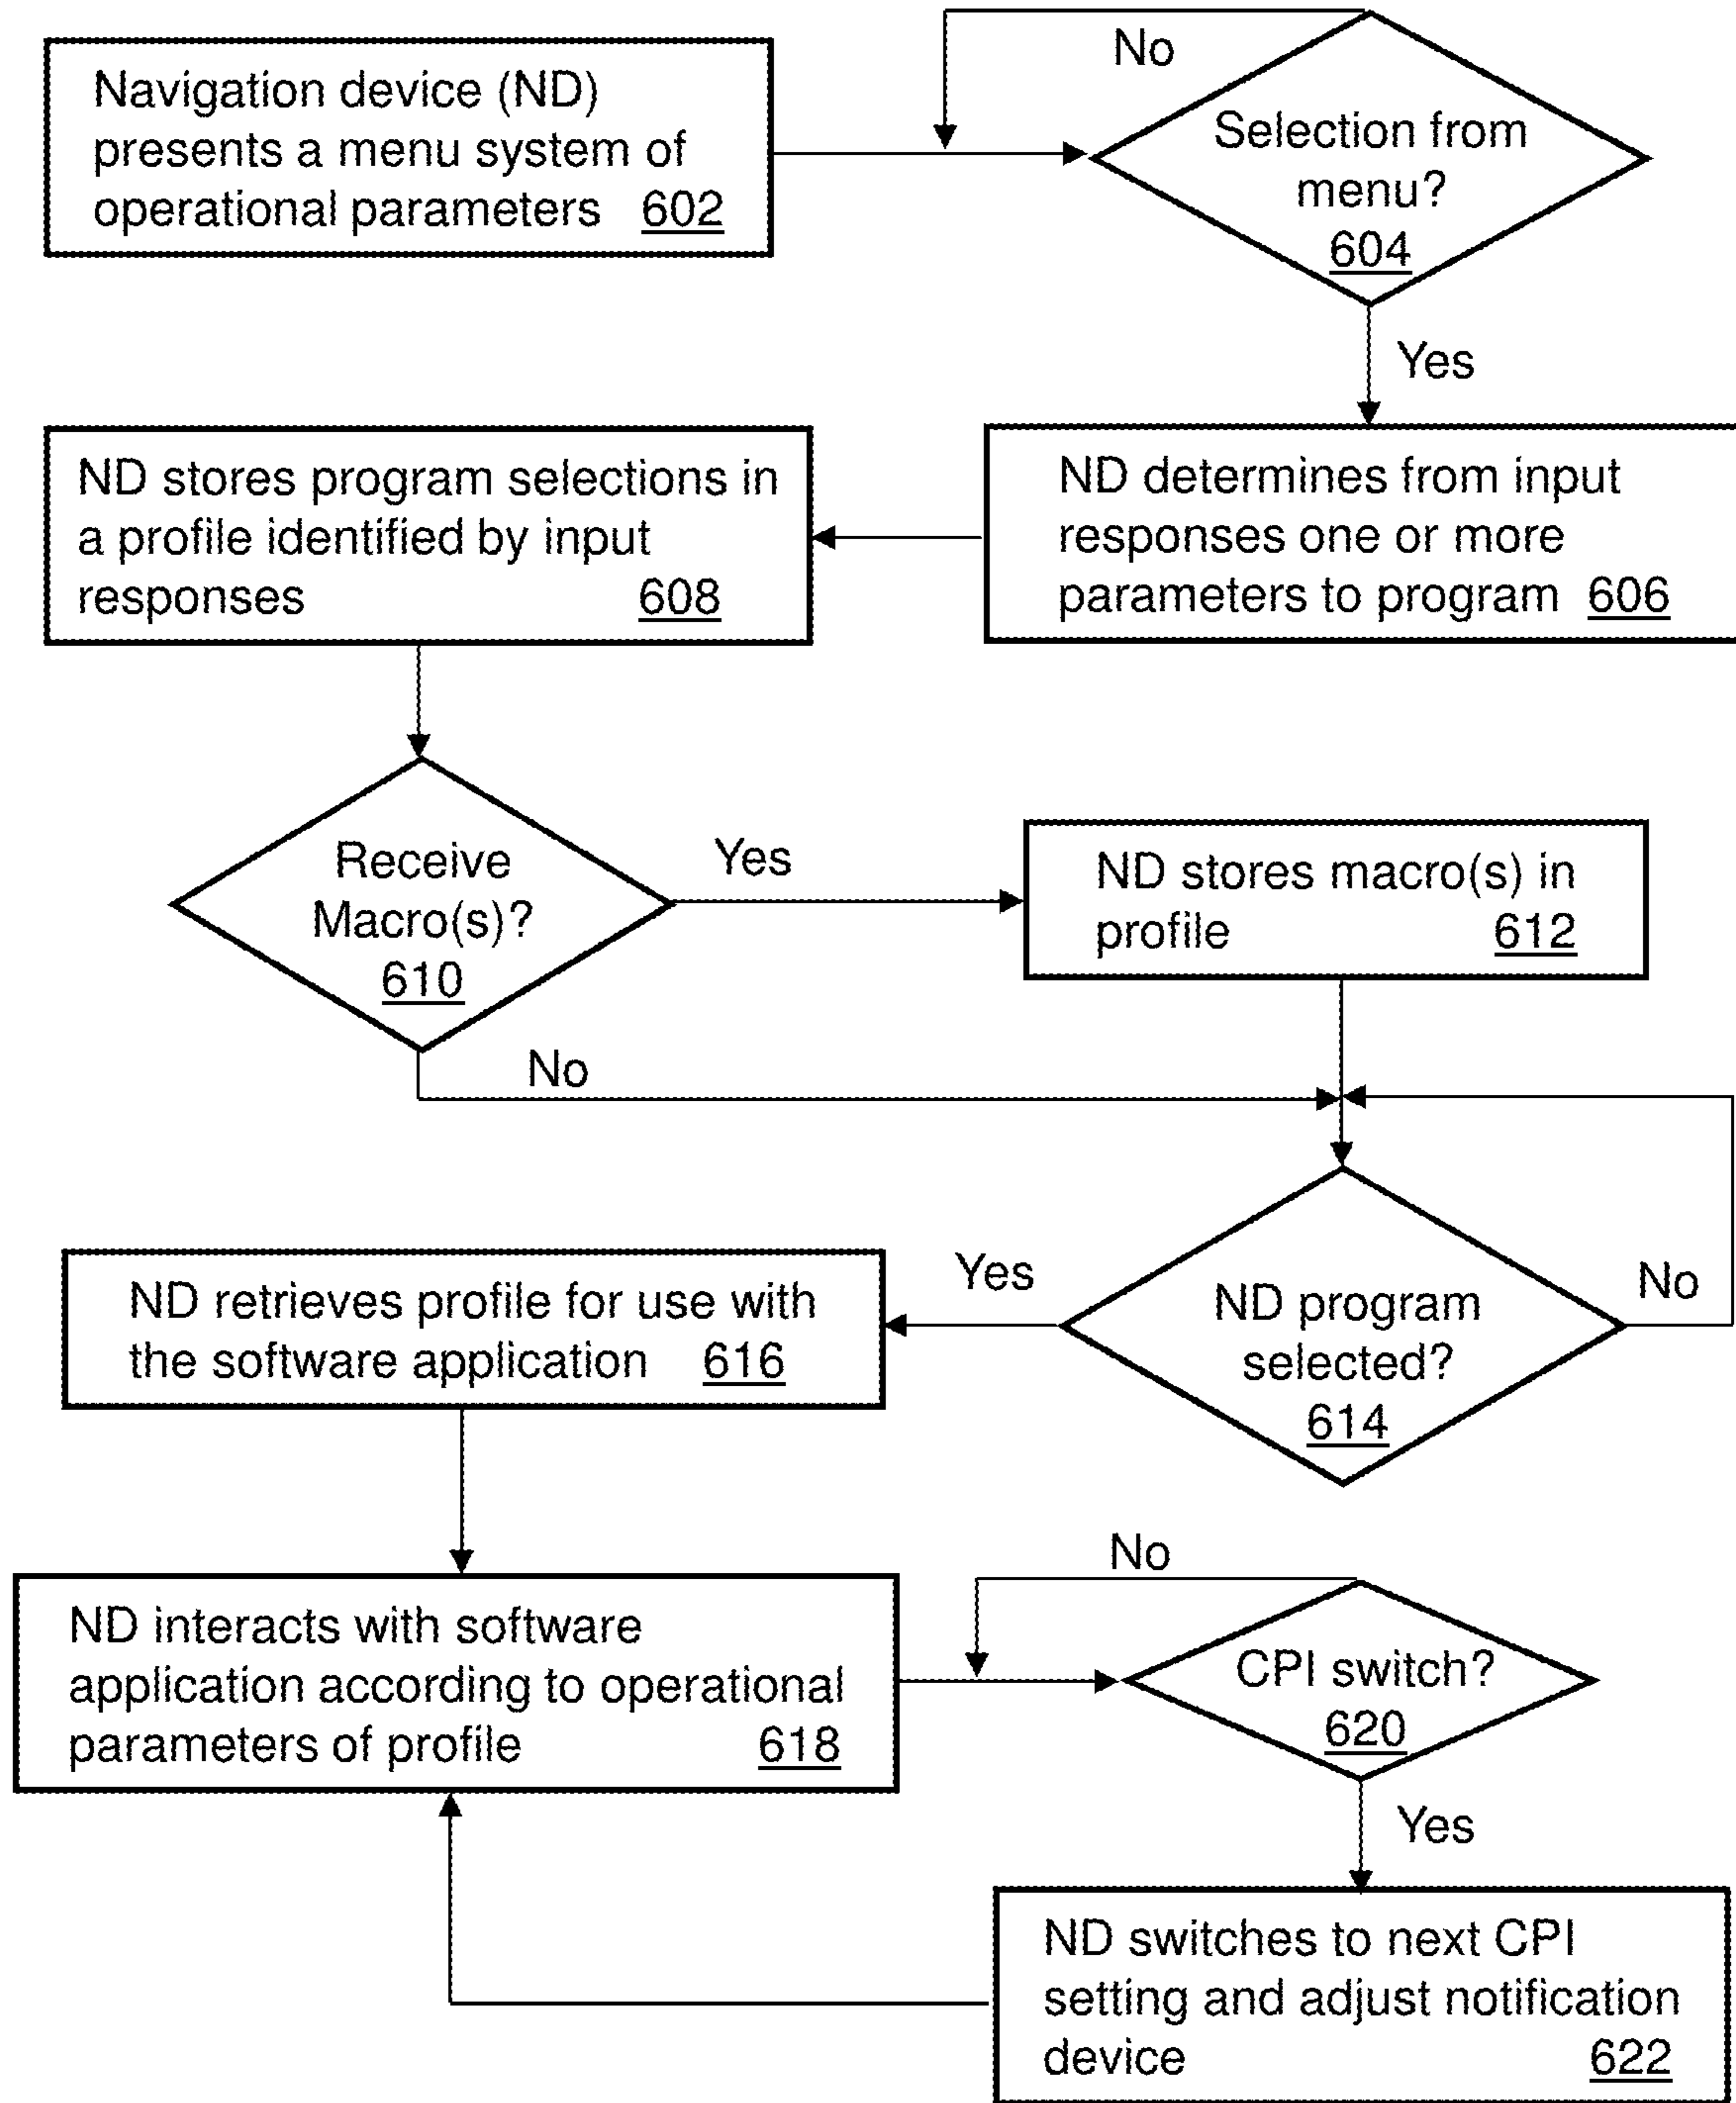 Navigation device (ND)
presents a menu system of
operational parameters 602
No
Selection from
menu?
604
Yes
ND determines from input
responses one or more
parameters to program 606
ND stores program selections in
a profile identified by input
responses 608
Receive
Macro(s)?
610
Yes
ND stores macro(s) in
profile 612
No
ND program
selected?
614
No
Yes
ND retrieves profile for use with
the software application 616
ND interacts with software
application according to operational
parameters of profile 618
No
CPI switch?
620
Yes
ND switches to next CPI
setting and adjust notification
device 622